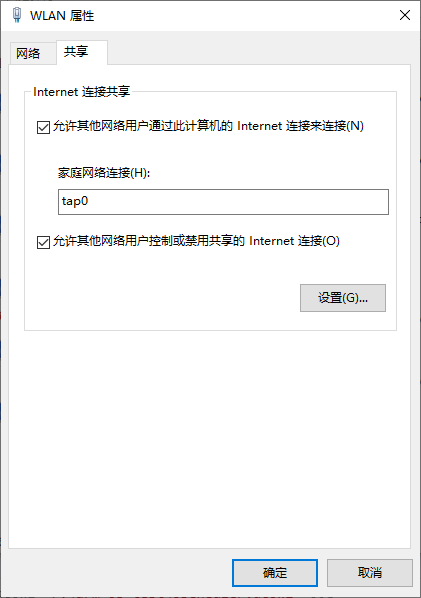 WLAN 属性
网络
共享
Internet 连接共享
允许其他网络用户通过此计算机的 Internet 连接来连接(N)
家庭网络连接(H):
tap0
允许其他网络用户控制或禁用共享的 Internet 连接(O)
设置(G)...
确定
取消